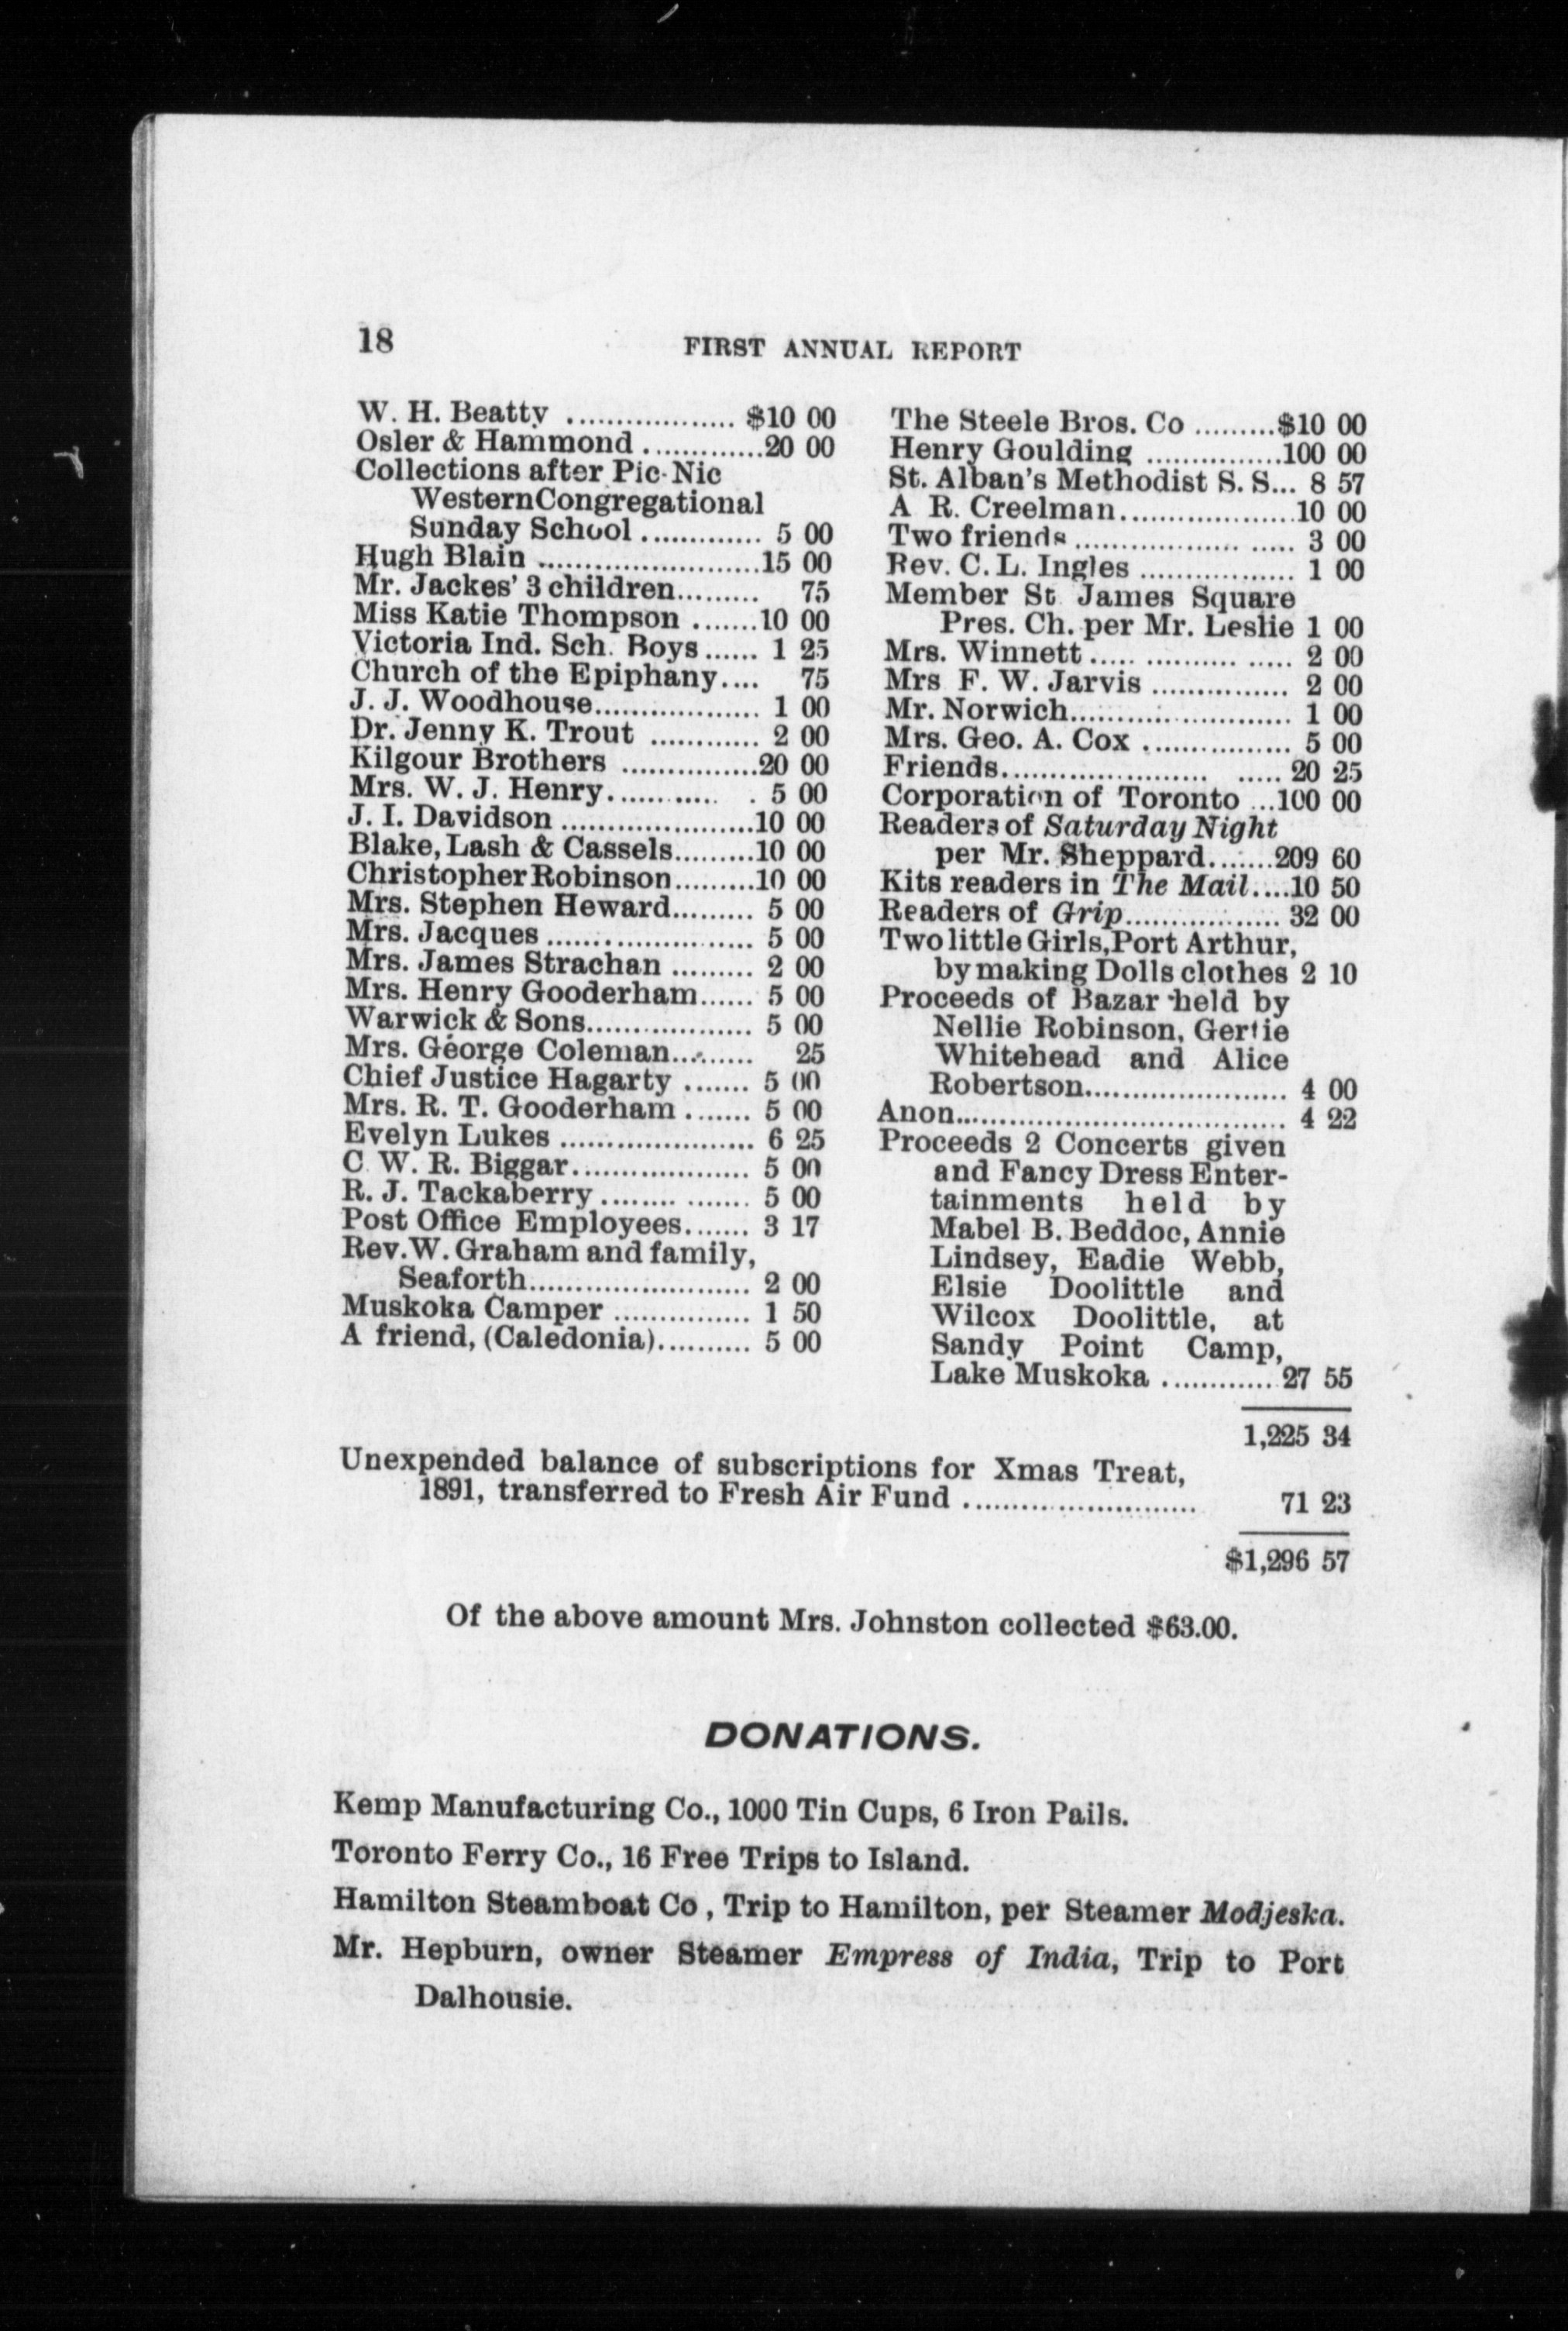 18
FIRST ANNUAL REPORT
W. H. Beatty .................. $10 00
Osler & Hammond .............20 00
Collections after Pic-Nic
WesternCongregational
Sunday School ............. 5 00
Hugh Blain ........................15 00
Mr. Jackes' 3 children......... 75
Miss Katie Thompson .......10 00
Victoria Ind. Sch. Boys...... 1 25
Church of the Epiphany.... 75
J. J. Woodhouse.................. 1 00
Dr. Jenny K. Trout ............ 2 00
Kilgour Brothers ...............20 00
Mrs. W. J. Henry............ . 5 00
J. I. Davidson .....................10 00
Blake, Lash & Cassels.........10 00
Christopher Robinson.........10 00
Mrs. Stephen Heward......... 5 00
Mrs. Jacques ...................... 5 00
Mrs. James Strachan ......... 2 00
Mrs. Henry Gooderham...... 5 00
Warwick & Sons.................. 5 00
Mrs. George Coleman......... 25
Chief Justice Hagarty ....... 5 00
Mrs. R. T. Gooderham ....... 5 00
Evelyn Lukes ..................... 6 25
C. W. R. Biggar................... 5 00
R. J. Tackaberry ........ ....... 5 00
Post Office Employees....... 3 17
Rev. W. Graham and family,
Seaforth........................ 2 00
Muskoka Camper ............... 1 50
A friend, (Caledonia).......... 5 00
The Steele Bros. Co .........$10 00
Henry Goulding ...............100 00
St. Alban's Methodist S. S... 8 57
A R. Creelman...................10 00
Two friends .................. ..... 3 00
Rev. C. L. Ingles ................. 1 00
Member St James Square
Pres. Ch. per Mr. Leslie 1 00
Mrs. Winnett ..... .......... ..... 2 00
Mrs F. W. Jarvis ............... 2 00
Mr. Norwich........................ 1 00
Mrs. Geo. A. Cox ................ 5 00
Friends...................... ..... 20 25
Corporation of Toronto ...100 00
Readers of Saturday Night
per Mr. Sheppard.......209 60
Kits readers in The Mail....10 50
Readers of Grip................. 32 00
Two little Girls, Port Arthur,
by making Dolls clothes 2 10
Proceeds of Bazar held by
Nellie Robinson, Gertie
Whitehead and Alice
Robertson...................... 4 00
Anon.................................... 4 22
Proceeds 2 Concerts given
and Fancy Dress Enter-
tainments held by
Mabel B. Beddoc, Annie
Lindsey, Eadie Webb,
Elsie Doolittle and
Wilcox Doolittle, at
Sandy Point Camp,
Lake Muskoka .............27 55
1,225 34
Unexpended balance of subscriptions for Xmas Treat,
1891, transferred to Fresh Air Fund ......................... 71 23
$1,296 57
Of the above amount Mrs. Johnston collected $63.00.
DONATIONS.
Kemp Manufacturing Co., 1000 Tin Cups, 6 Iron Pails.
Toronto Ferry Co., 16 Free Trips to Island.
Hamilton Steamboat Co , Trip to Hamilton, per Steamer Modjeska.
Mr. Hepburn, owner Steamer Empress of India, Trip to Port
Dalhousie.